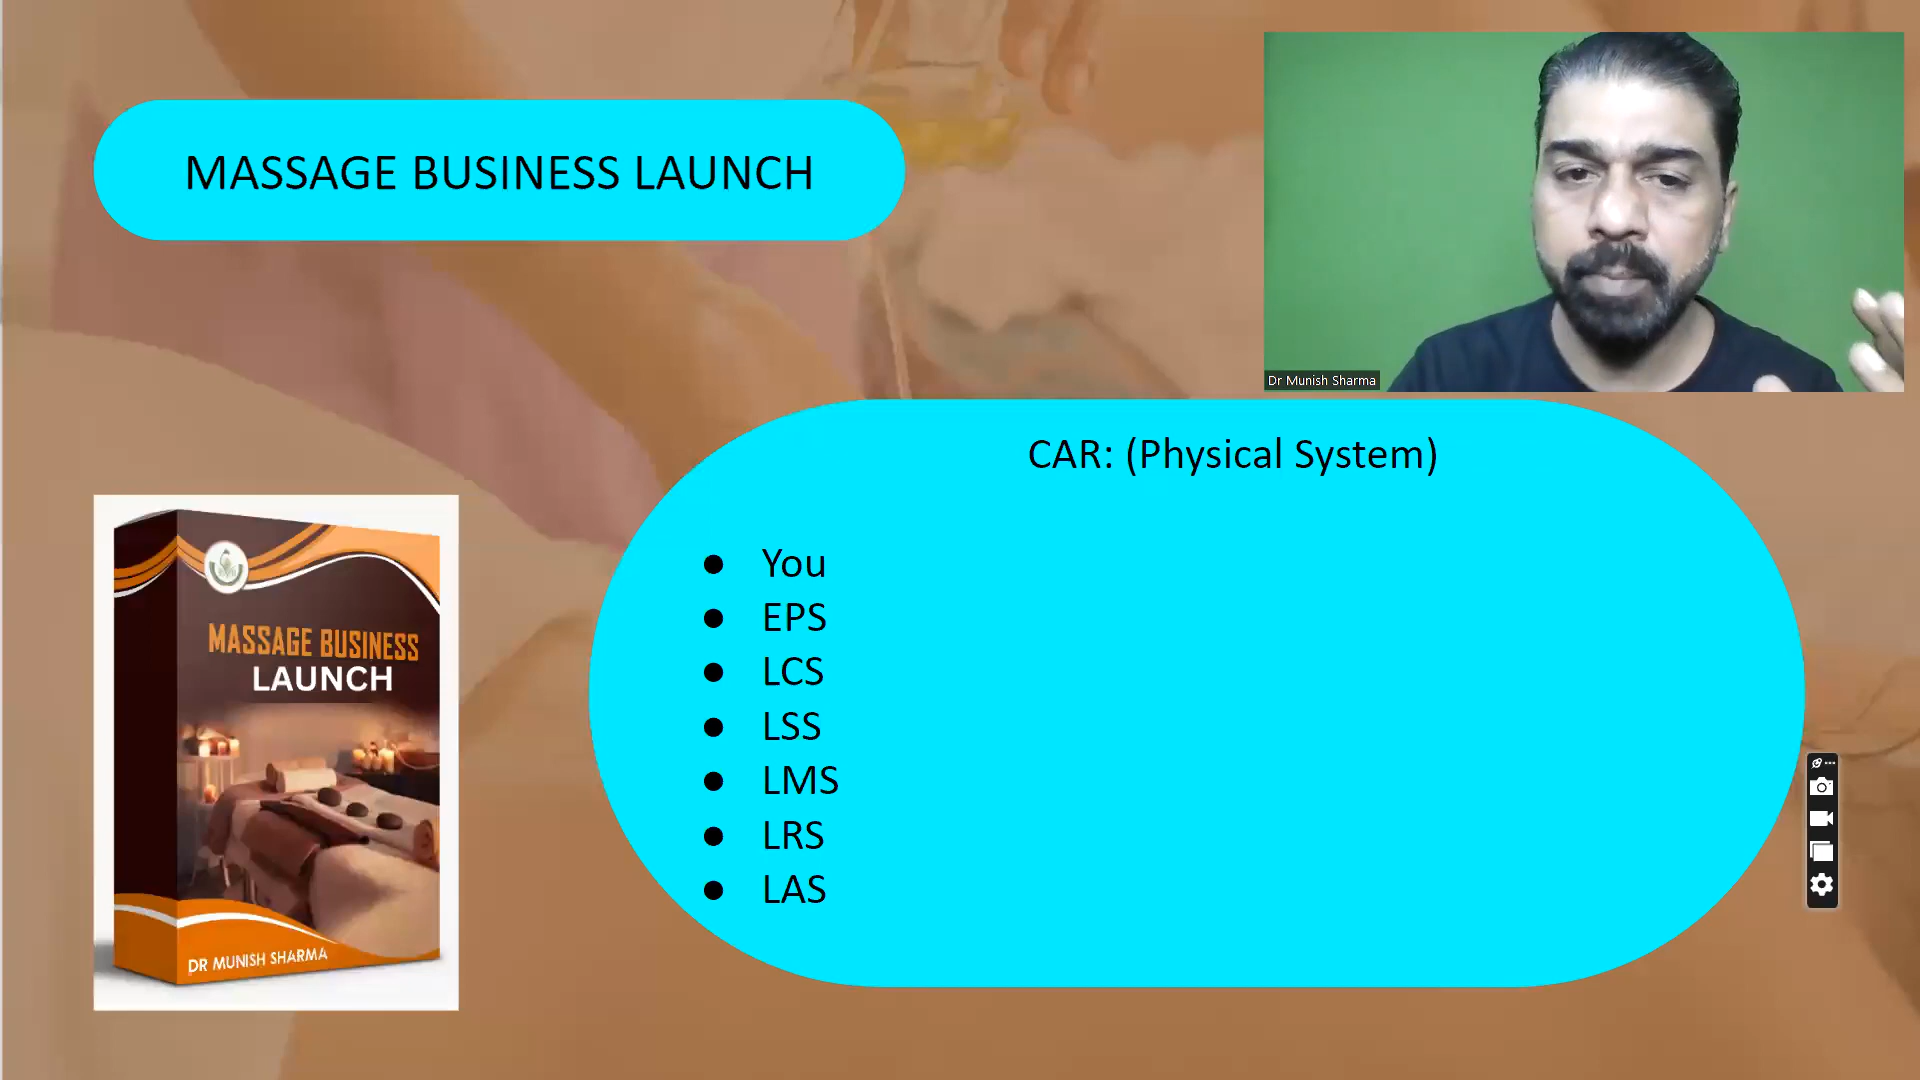 MASSAGE BUSINESS LAUNCH
Dr Munish Sharma
CAR: (Physical System)
● You
● EPS
● LCS
● LSS
● LMS
● LRS
● LAS
MASSAGE BUSINESS
LAUNCH
DR MUNISH SHARMA